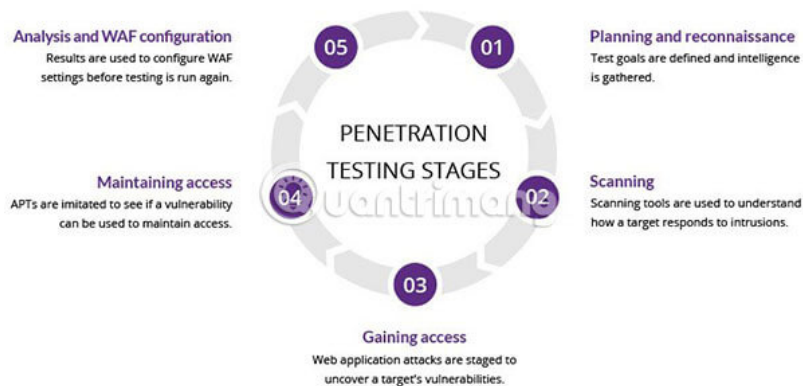 PENETRATION
TESTING STAGES
01
Planning and reconnaissance
Test goals are defined and intelligence
is gathered.
02
Scanning
Scanning tools are used to understand
how a target responds to intrusions.
03
Gaining access
Web application attacks are staged to
uncover a target's vulnerabilities.
04
Maintaining access
APTs are imitated to see if a vulnerability
can be used to maintain access.
05
Analysis and WAF configuration
Results are used to configure WAF
settings before testing is run again.
Quantrimang